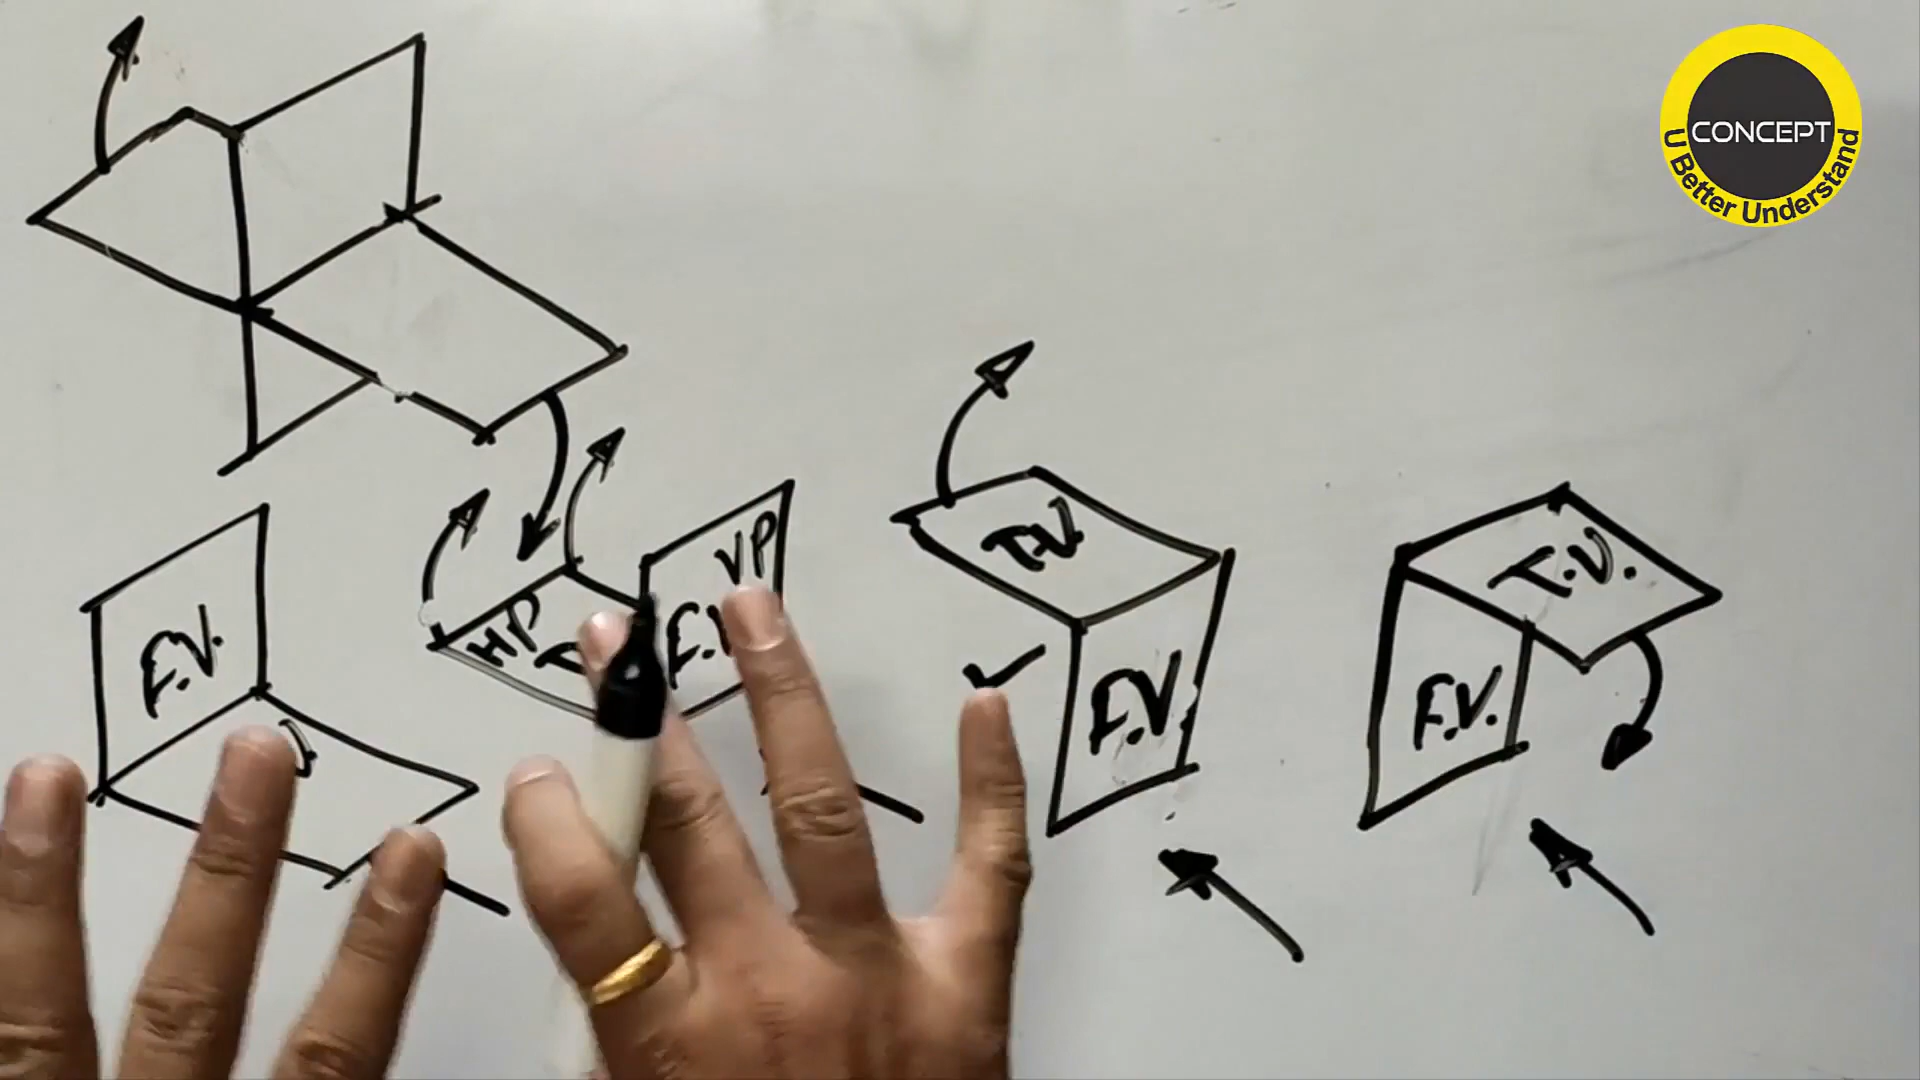 CONCEPT
U Better Understand
F.V.
HP
VP
T.V.
F.V.
T.V.
F.V.